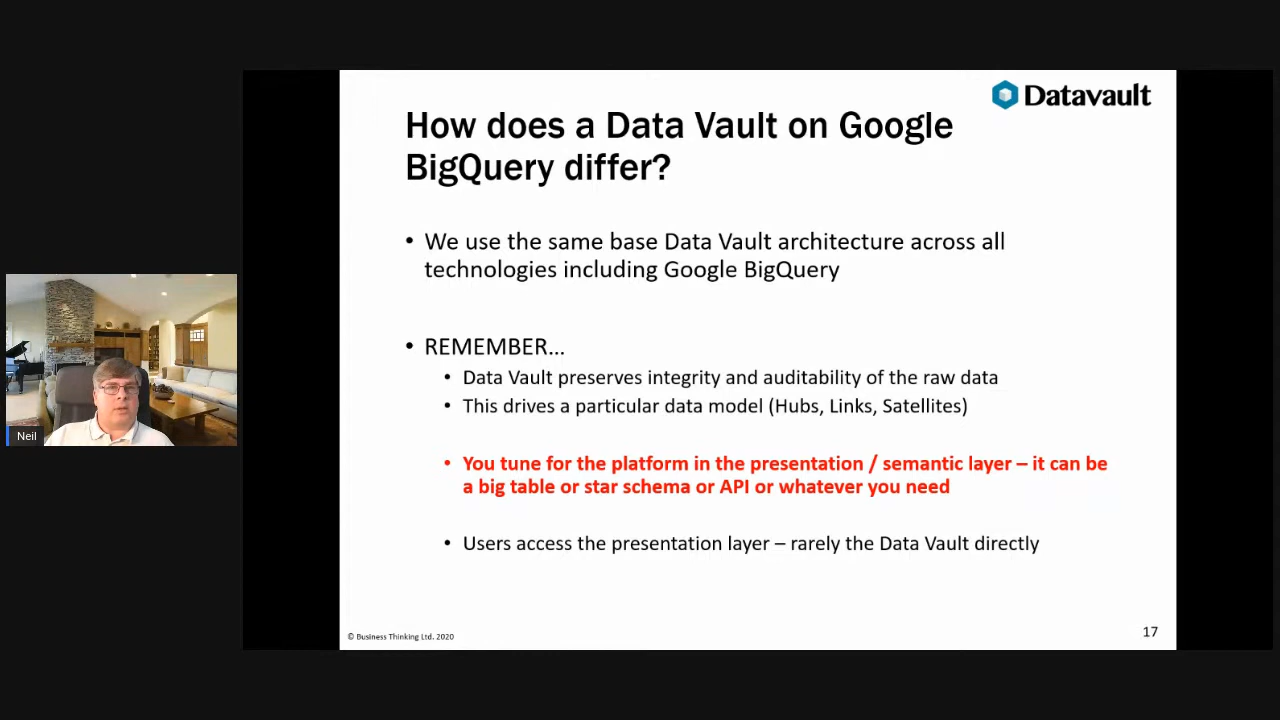 Datavault
How does a Data Vault on Google
BigQuery differ?
• We use the same base Data Vault architecture across all
technologies including Google BigQuery
• REMEMBER...
• Data Vault preserves integrity and auditability of the raw data
• This drives a particular data model (Hubs, Links, Satellites)
• You tune for the platform in the presentation / semantic layer – it can be
a big table or star schema or API or whatever you need
• Users access the presentation layer – rarely the Data Vault directly
Neil
© Business Thinking Ltd. 2020
17